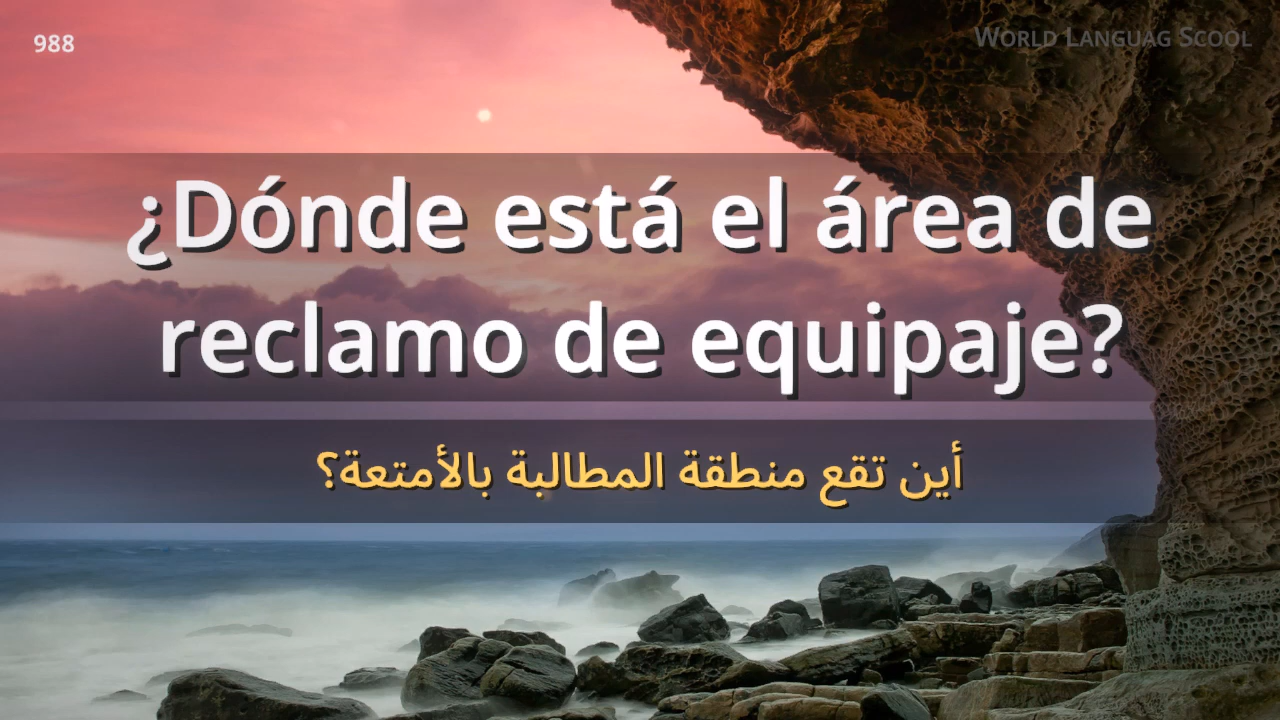 988
World Languag Scool
¿Dónde está el área de
reclamo de equipaje?
أين تقع منطقة المطالبة بالأمتعة؟